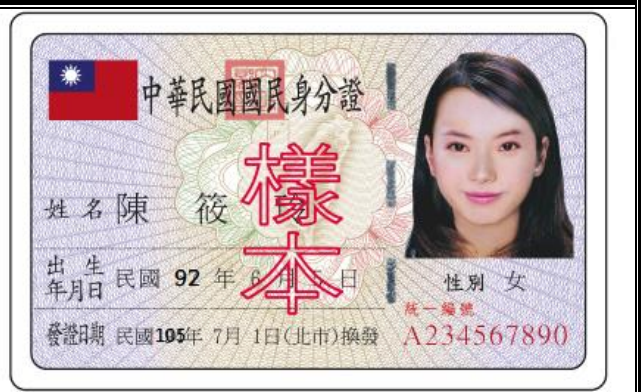 中華民國國民身分證
樣本
姓名 陳 筱
出生年月日 民國 92 年 6 月 5 日
性別 女
發證日期 民國105年 7月 1日(北市)換發
統一編號
A234567890